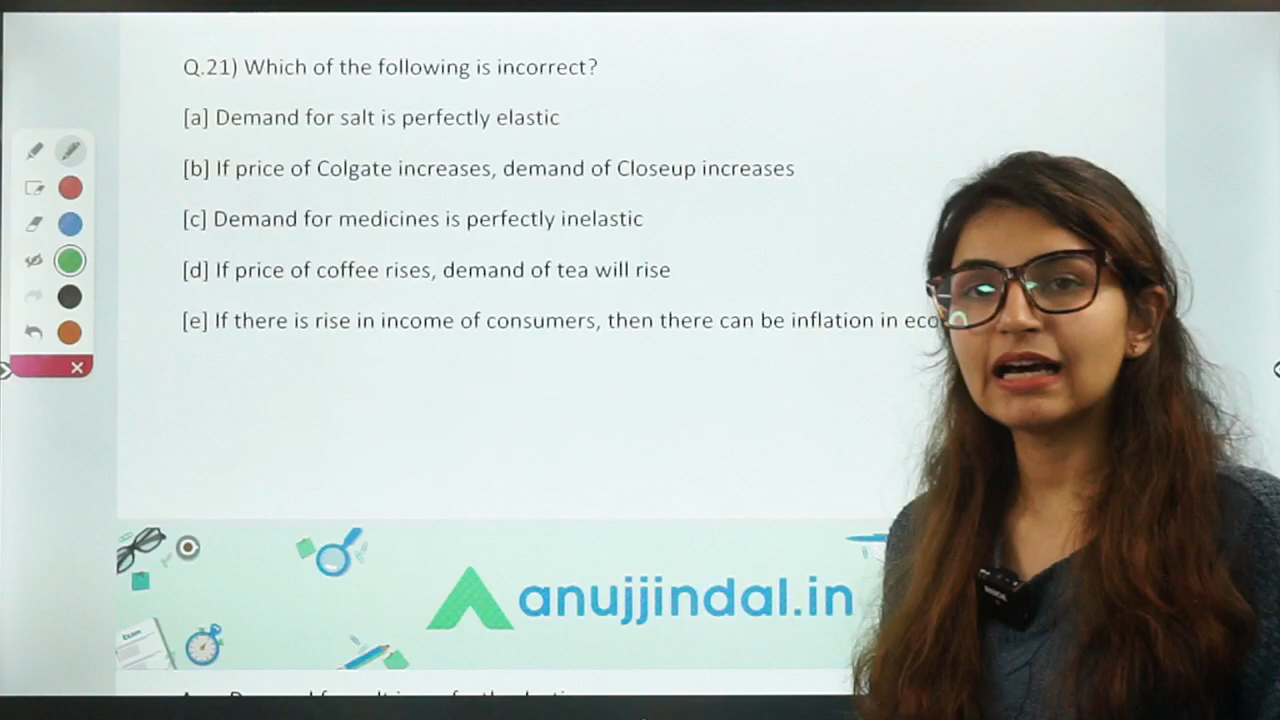 Q.21) Which of the following is incorrect?
[a] Demand for salt is perfectly elastic
[b] If price of Colgate increases, demand of Closeup increases
[c] Demand for medicines is perfectly inelastic
[d] If price of coffee rises, demand of tea will rise
[e] If there is rise in income of consumers, then there can be inflation in eco
anujjindal.in